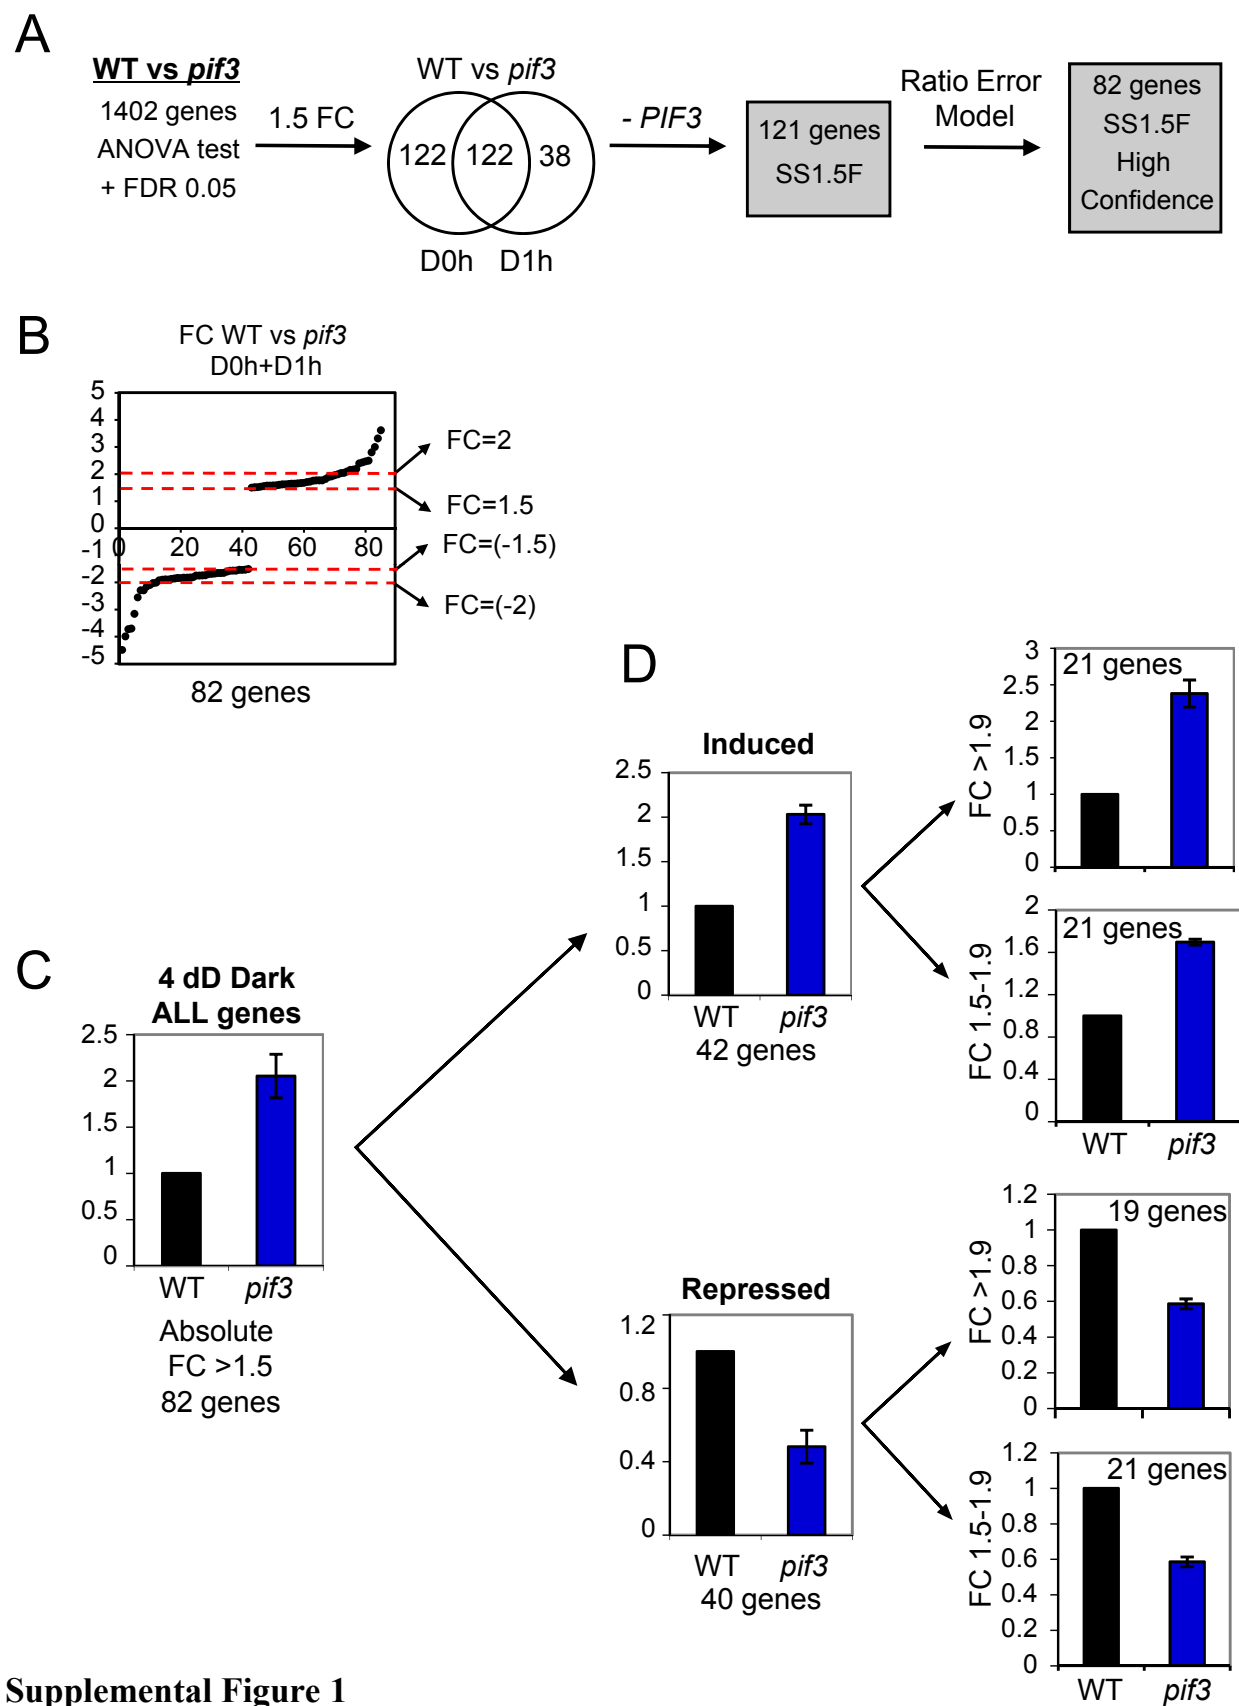 A
WT vs pif3
1402 genes
ANOVA test
+ FDR 0.05
1.5 FC
WT vs pif3
122
122
38
D0h
D1h
- PIF3
121 genes
SS1.5F
Ratio Error
Model
82 genes
SS1.5F
High
Confidence
B
FC WT vs pif3
D0h+D1h
5
4
3
2
1
0
-1
-2
-3
-4
-5
0
20
40
60
80
FC=2
FC=1.5
FC=(-1.5)
FC=(-2)
82 genes
C
4 dD Dark
ALL genes
2.5
2
1.5
1
0.5
0
WT
pif3
Absolute
FC >1.5
82 genes
D
Induced
2.5
2
1.5
1
0.5
0
WT
pif3
42 genes
FC >1.9
3
2.5
2
1.5
1
0.5
0
21 genes
FC 1.5-1.9
2
1.6
1.2
0.8
0.4
0
21 genes
WT
pif3
Repressed
1.2
0.8
0.4
0
WT
pif3
40 genes
FC >1.9
1.2
1
0.8
0.6
0.4
0.2
0
19 genes
FC 1.5-1.9
1.2
1
0.8
0.6
0.4
0.2
0
21 genes
WT
pif3
Supplemental Figure 1